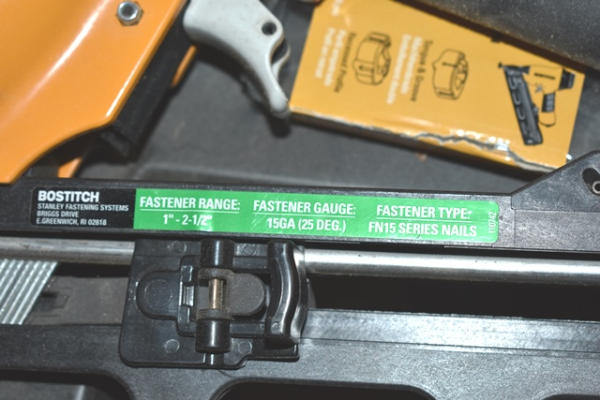 BOSTITCH
STANLEY FASTENING SYSTEMS
BRIGGS DRIVE
E.GREENWICH, RI 02818
FASTENER RANGE:
1" - 2-1/2"
FASTENER GAUGE:
15GA (25 DEG.)
FASTENER TYPE:
FN15 SERIES NAILS